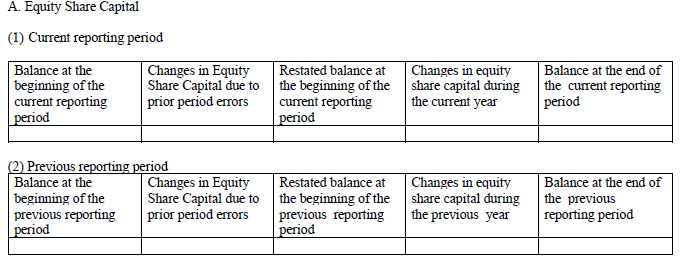 A. Equity Share Capital
(1) Current reporting period
Balance at the beginning of the current reporting period
Changes in Equity Share Capital due to prior period errors
Restated balance at the beginning of the current reporting period
Changes in equity share capital during the current year
Balance at the end of the current reporting period
(2) Previous reporting period
Balance at the beginning of the previous reporting period
Changes in Equity Share Capital due to prior period errors
Restated balance at the beginning of the previous reporting period
Changes in equity share capital during the previous year
Balance at the end of the previous reporting period